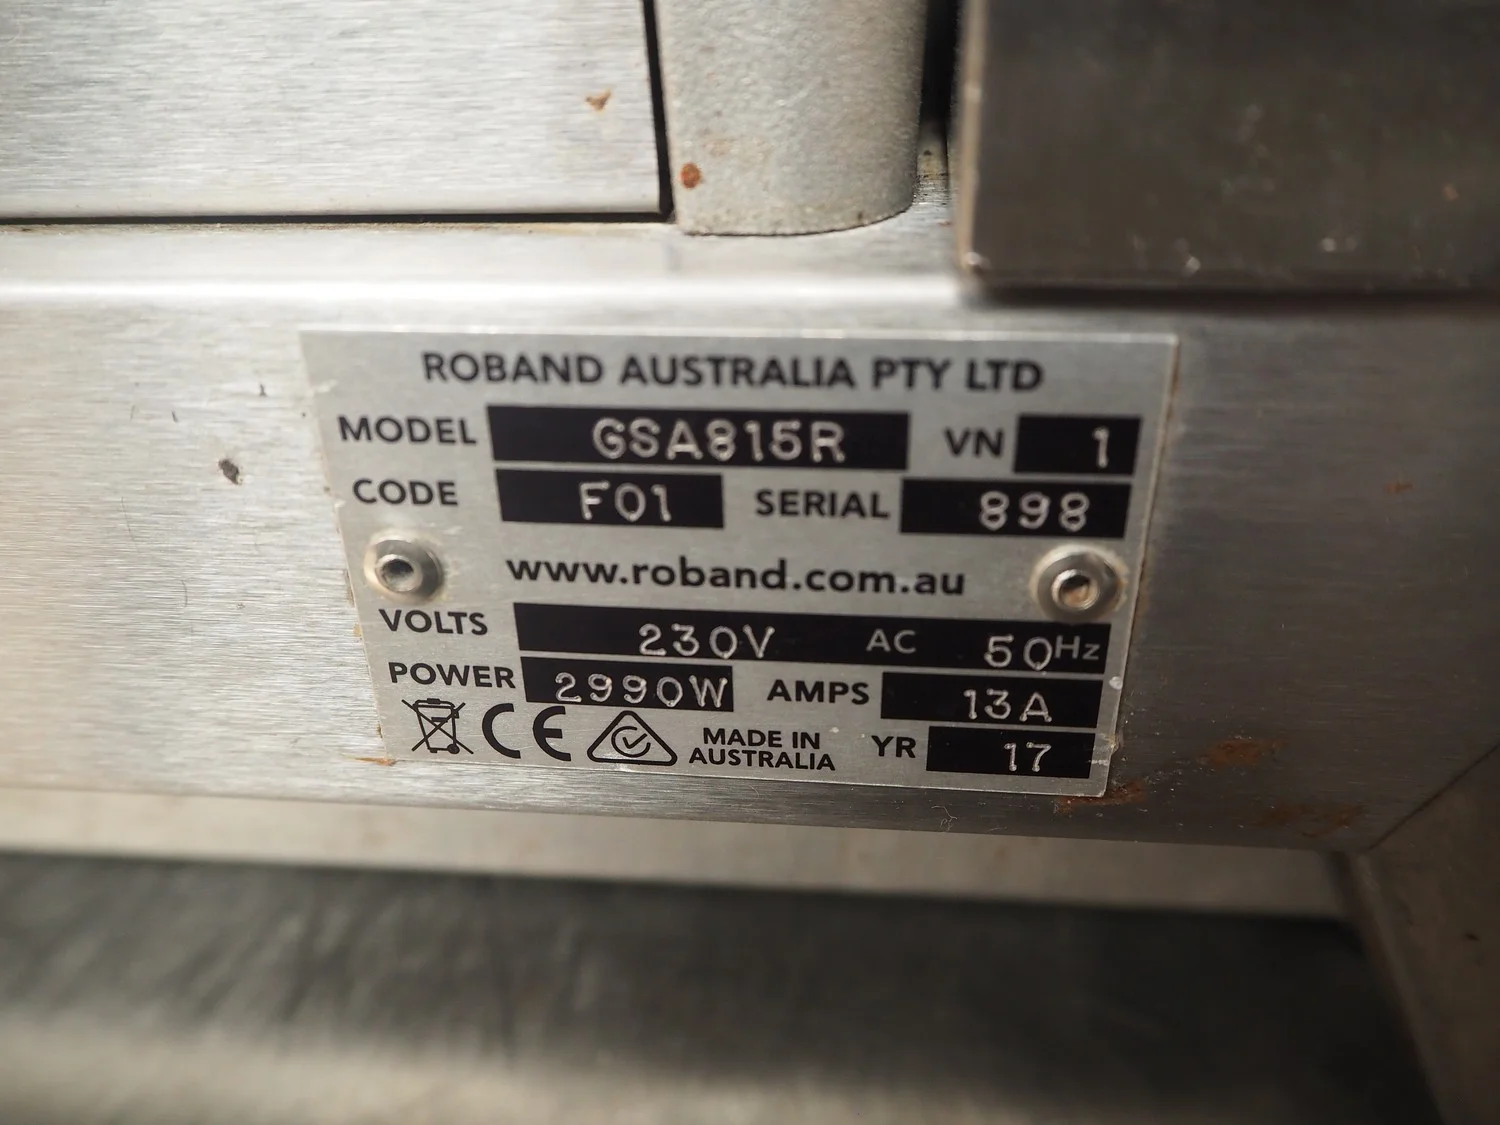 ROBAND AUSTRALIA PTY LTD
MODEL GSA815R VN 1
CODE F01 SERIAL 898
www.roband.com.au
VOLTS 230V AC 50Hz
POWER 2990W AMPS 13A
CE MADE IN AUSTRALIA YR 17